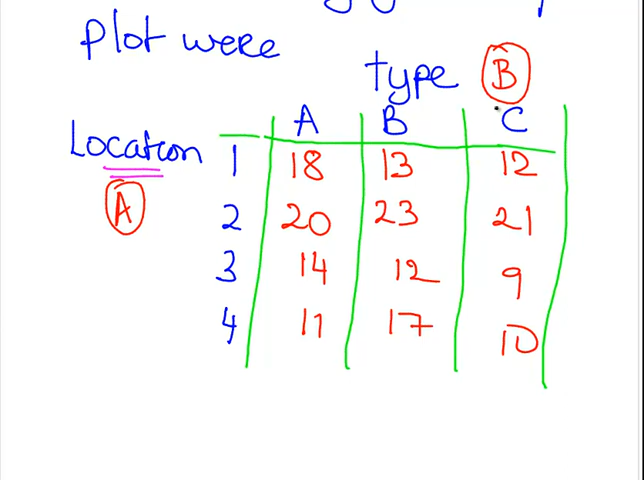 Plot were
type B
A B C
Location 1 18 13 12
A 2 20 23 21
3 14 12 9
4 11 17 10